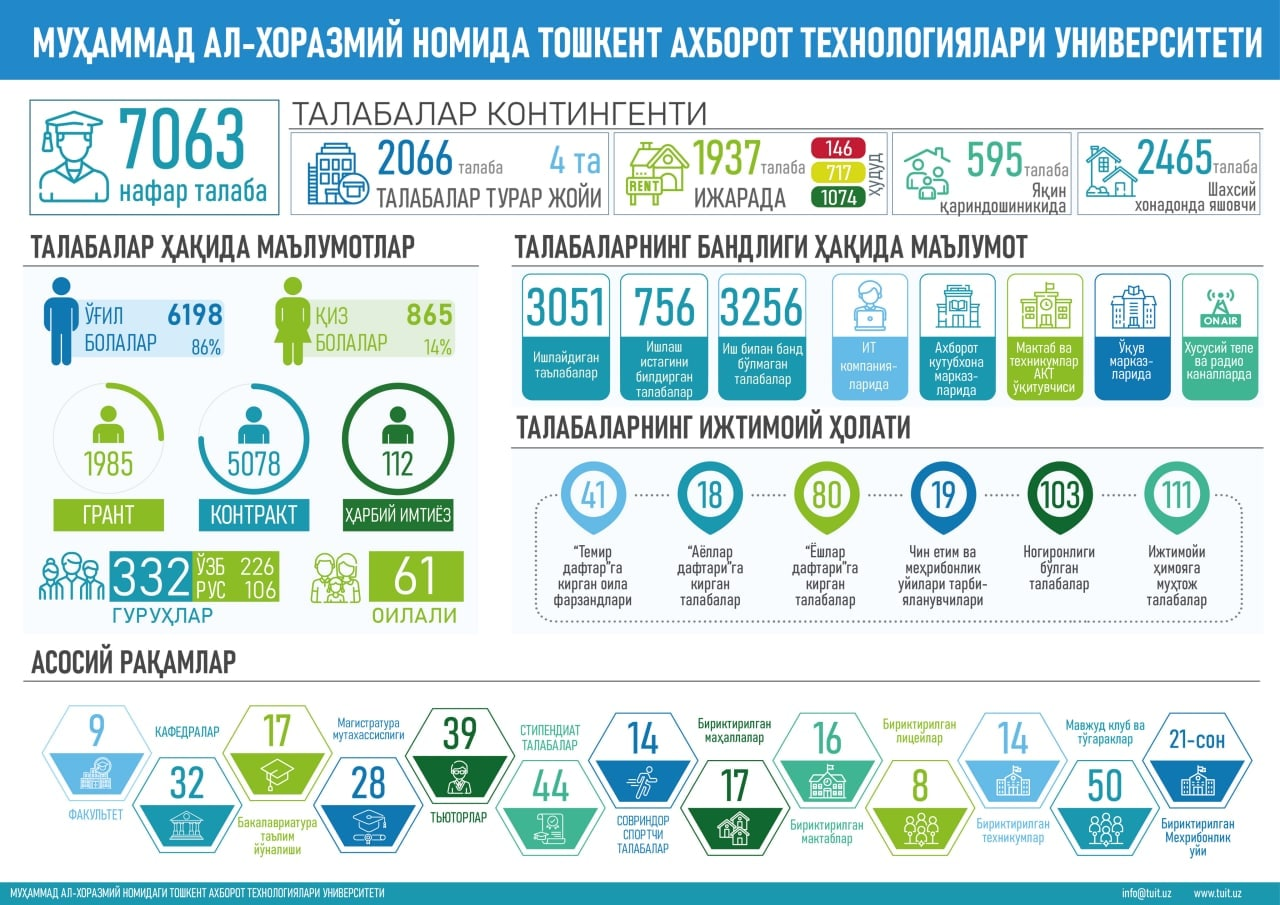 МУҲАММАД АЛ-ХОРАЗМИЙ НОМИДА ТОШКЕНТ АХБОРОТ ТЕХНОЛОГИЯЛАРИ УНИВЕРСИТЕТИ
7063
нафар талаба
ТАЛАБАЛАР КОНТИНГЕНТИ
2066 талаба 4 та
ТАЛАБАЛАР ТУРАР ЖОЙИ
RENT
1937 талаба
ИЖАРАДА
146
717
1074
ҲУДУД
595 талаба
Яқин
қариндошиникида
2465 талаба
Шахсий
хонадонда яшовчи
ТАЛАБАЛАР ҲАҚИДА МАЪЛУМОТЛАР
ЎҒИЛ 6198
БОЛАЛАР 86%
ҚИЗ 865
БОЛАЛАР 14%
1985
ГРАНТ
5078
КОНТРАКТ
112
ҲАРБИЙ ИМТИЁЗ
332
ЎЗБ 226
РУС 106
ГУРУҲЛАР
61
ОИЛАЛИ
ТАЛАБАЛАРНИНГ БАНДЛИГИ ҲАҚИДА МАЪЛУМОТ
3051
Ишлайдиган
таълабалар
756
Ишлаш
истагини
билдирган
талабалар
3256
Иш билан банд
бўлмаган
талабалар
ИТ
компания-
ларида
Ахборот
кутубхона
марказ-
ларида
Мактаб ва
техникумлар
АКТ
ўқитувчиси
Ўқув
марказ-
ларида
ON AIR
Хусусий теле
ва радио
каналларда
ТАЛАБАЛАРНИНГ ИЖТИМОИЙ ҲОЛАТИ
41
"Темир
дафтар"га
кирган оила
фарзандлари
18
"Аёллар
дафтари"га
кирган
талабалар
80
"Ёшлар
дафтари"га
кирган
талабалар
19
Чин етим ва
меҳрибонлик
уйилари тарби-
яланувчилари
103
Ногиронлиги
бўлган
талабалар
111
Ижтимойи
ҳимояга
муҳтож
талабалар
АСОСИЙ РАҚАМЛАР
9
ФАКУЛЬТЕТ
КАФЕДРАЛАР
32
17
Бакалавриатура
таълим
йўналиши
Магистратура
мутахассислиги
28
39
ТЬЮТОРЛАР
СТИПЕНДИАТ
ТАЛАБАЛАР
44
14
СОВРИНДОР
СПОРТЧИ
ТАЛАБАЛАР
Бириктирилган
маҳаллалар
17
16
Бириктирилган
мактаблар
Бириктирилган
лицейлар
8
14
Бириктирилган
техникумлар
Мавжуд клуб ва
тўгараклар
50
21-сон
Бириктирилган
Мехрибонлик
уйи
МУҲАММАД АЛ-ХОРАЗМИЙ НОМИДАГИ ТОШКЕНТ АХБОРОТ ТЕХНОЛОГИЯЛАРИ УНИВЕРСИТЕТИ
info@tuit.uz www.tuit.uz